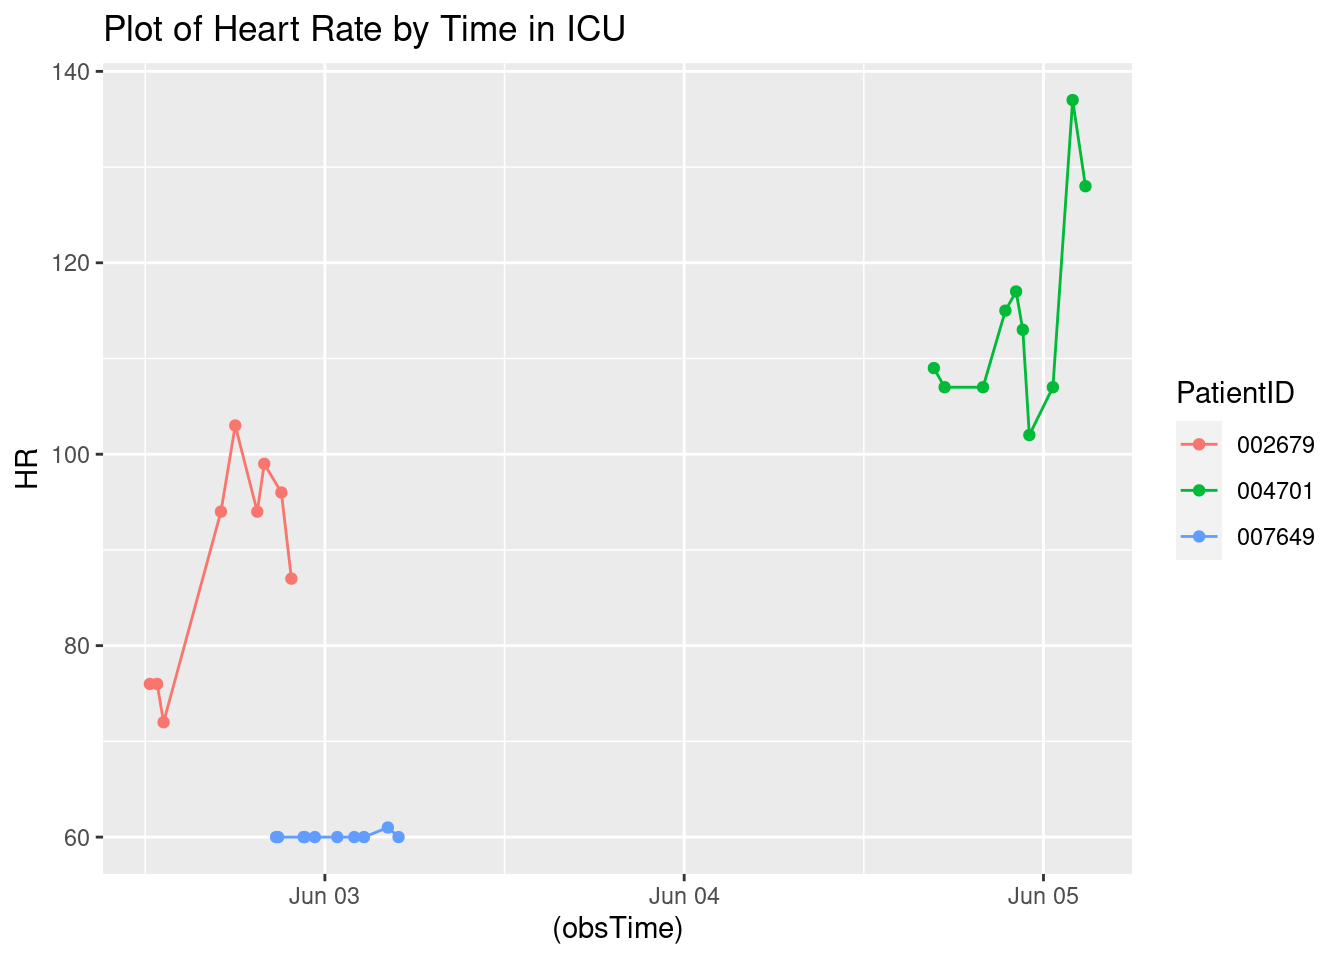 Plot of Heart Rate by Time in ICU
140
120
100
80
60
HR
Jun 03
Jun 04
Jun 05
(obsTime)
PatientID
002679
004701
007649